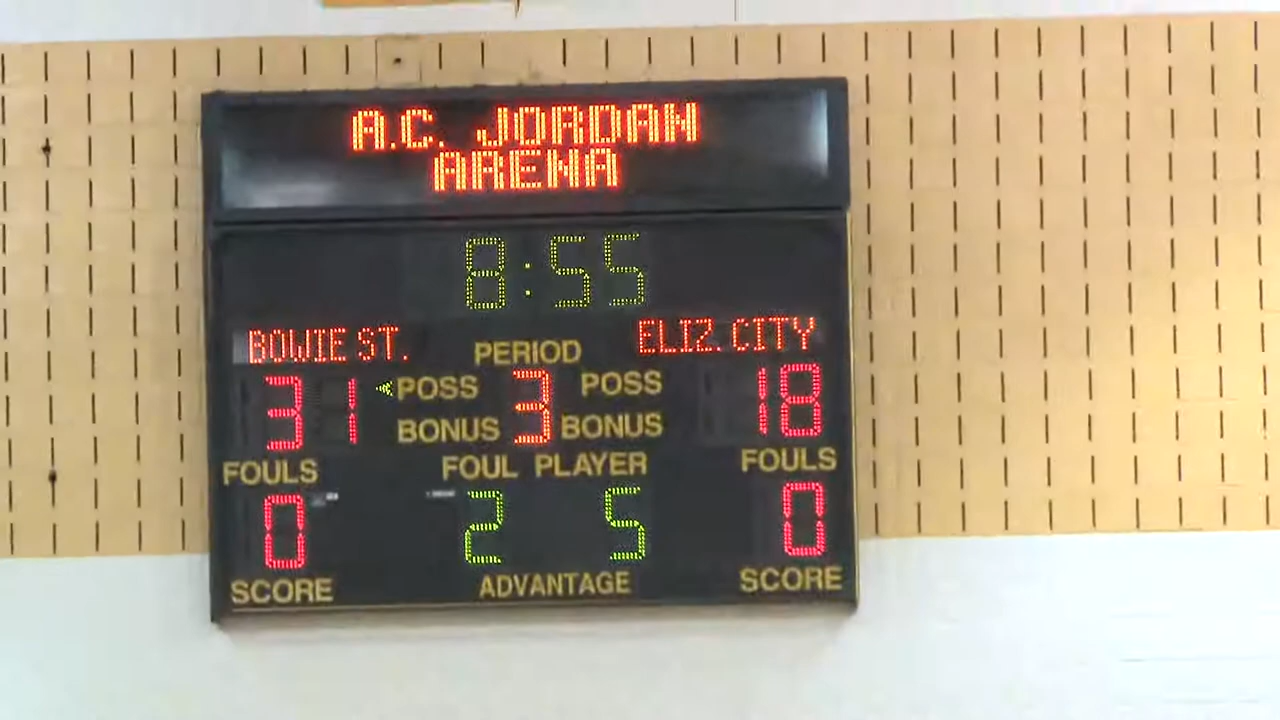 A.C. JORDAN
ARENA
8:55
BOWIE ST. ELIZ. CITY
PERIOD
31 POSS 3 POSS 18
BONUS BONUS
FOULS FOUL PLAYER FOULS
0 2 5 0
SCORE ADVANTAGE SCORE